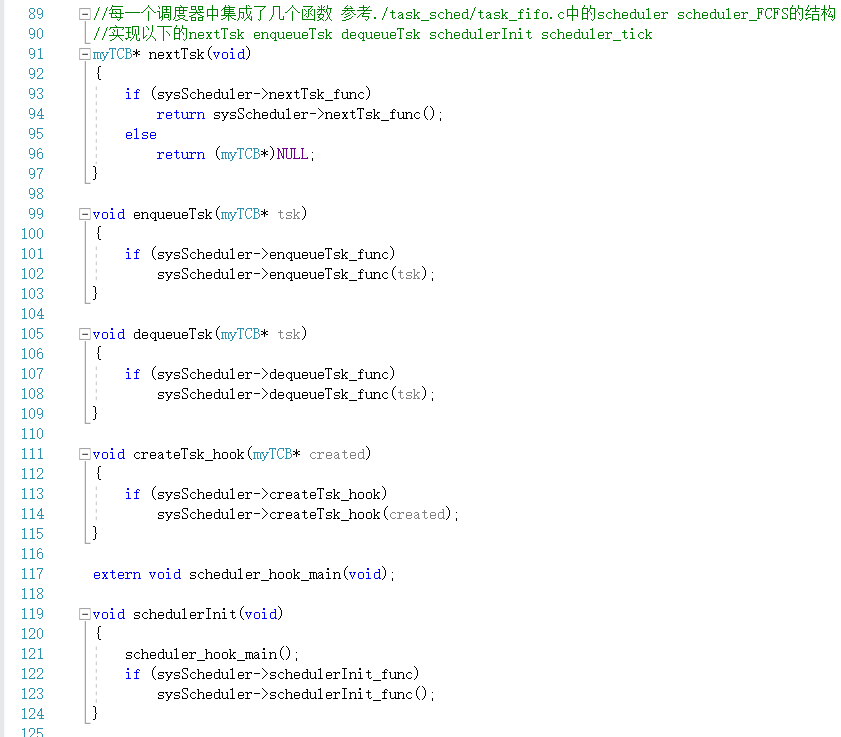 89 //每一个调度器中集成了几个函数 参考./task_sched/task_fifo.c中的scheduler scheduler_FCFS的结构
90 //实现以下的nextTsk enqueueTsk dequeueTsk schedulerInit scheduler_tick
91 myTCB* nextTsk(void)
92 {
93     if (sysScheduler->nextTsk_func)
94         return sysScheduler->nextTsk_func();
95     else
96         return (myTCB*)NULL;
97 }
98
99 void enqueueTsk(myTCB* tsk)
100 {
101     if (sysScheduler->enqueueTsk_func)
102         sysScheduler->enqueueTsk_func(tsk);
103 }
104
105 void dequeueTsk(myTCB* tsk)
106 {
107     if (sysScheduler->dequeueTsk_func)
108         sysScheduler->dequeueTsk_func(tsk);
109 }
110
111 void createTsk_hook(myTCB* created)
112 {
113     if (sysScheduler->createTsk_hook)
114         sysScheduler->createTsk_hook(created);
115 }
116
117 extern void scheduler_hook_main(void);
118
119 void schedulerInit(void)
120 {
121     scheduler_hook_main();
122     if (sysScheduler->schedulerInit_func)
123         sysScheduler->schedulerInit_func();
124 }
125